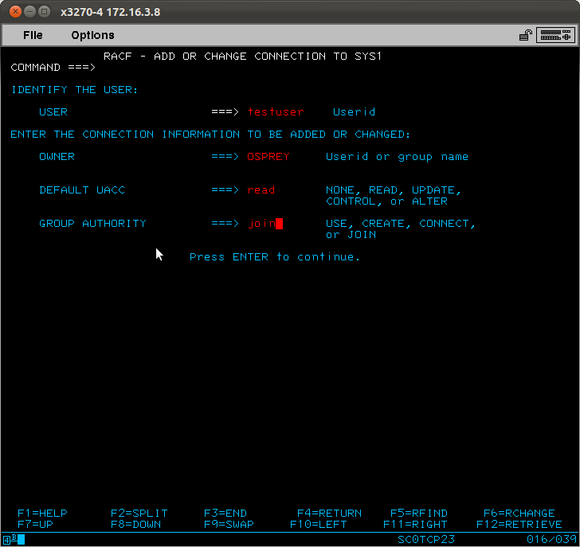 x3270-4 172.16.3.8
File Options
RACF - ADD OR CHANGE CONNECTION TO SYS1
COMMAND ===>
IDENTIFY THE USER:
USER ===> testuser Userid
ENTER THE CONNECTION INFORMATION TO BE ADDED OR CHANGED:
OWNER ===> OSPREY Userid or group name
DEFAULT UACC ===> read NONE, READ, UPDATE,
CONTROL, or ALTER
GROUP AUTHORITY ===> join USE, CREATE, CONNECT,
or JOIN
Press ENTER to continue.
F1=HELP F2=SPLIT F3=END F4=RETURN F5=RFIND F6=RCHANGE
F7=UP F8=DOWN F9=SWAP F10=LEFT F11=RIGHT F12=RETRIEVE
SC0TCP23 016/039